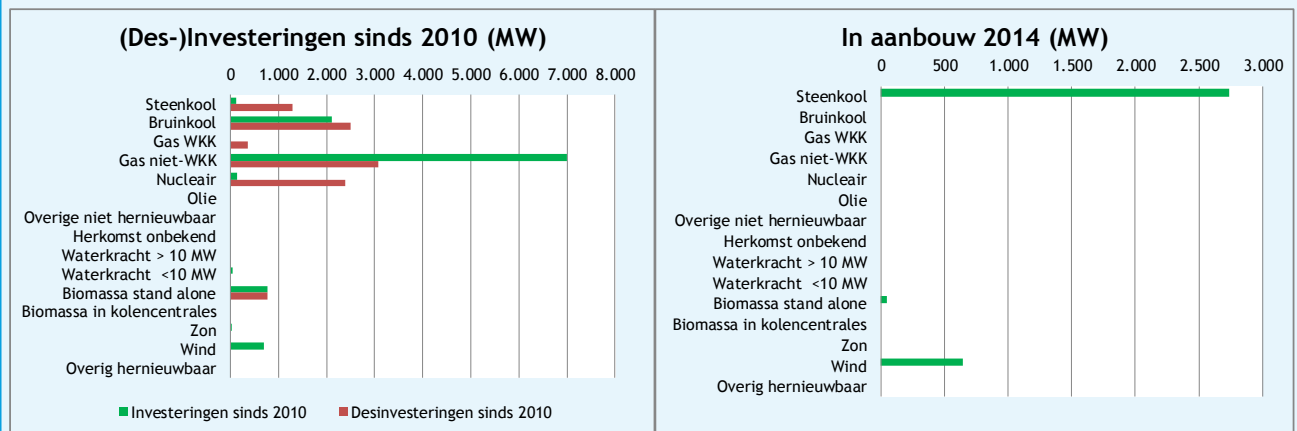 (Des-)Investeringen sinds 2010 (MW)
0 1.000 2.000 3.000 4.000 5.000 6.000 7.000 8.000
Steenkool
Bruinkool
Gas WKK
Gas niet-WKK
Nucleair
Olie
Overige niet hernieuwbaar
Herkomst onbekend
Waterkracht > 10 MW
Waterkracht <10 MW
Biomassa stand alone
Biomassa in kolencentrales
Zon
Wind
Overig hernieuwbaar
Investeringen sinds 2010 Desinvesteringen sinds 2010
In aanbouw 2014 (MW)
0 500 1.000 1.500 2.000 2.500 3.000
Steenkool
Bruinkool
Gas WKK
Gas niet-WKK
Nucleair
Olie
Overige niet hernieuwbaar
Herkomst onbekend
Waterkracht > 10 MW
Waterkracht <10 MW
Biomassa stand alone
Biomassa in kolencentrales
Zon
Wind
Overig hernieuwbaar